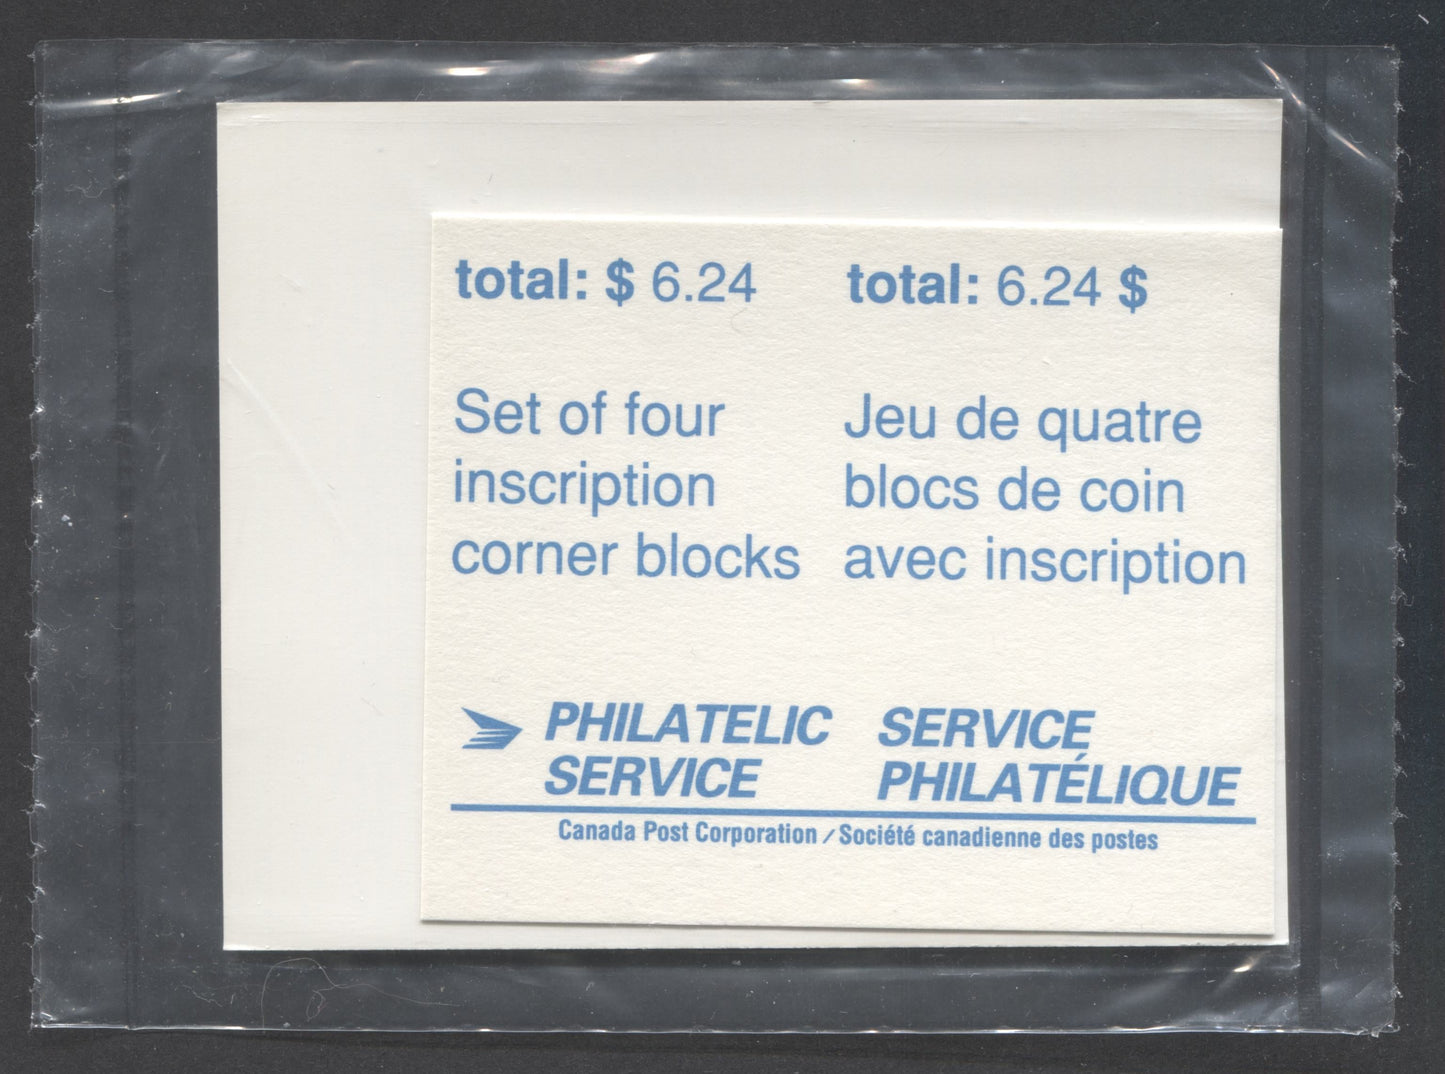 total: $ 6.24
Set of four
inscription
corner blocks
total: 6.24 $
Jeu de quatre
blocs de coin
avec inscription
PHILATELIC
SERVICE
SERVICE
PHILATÉLIQUE
Canada Post Corporation / Société canadienne des postes